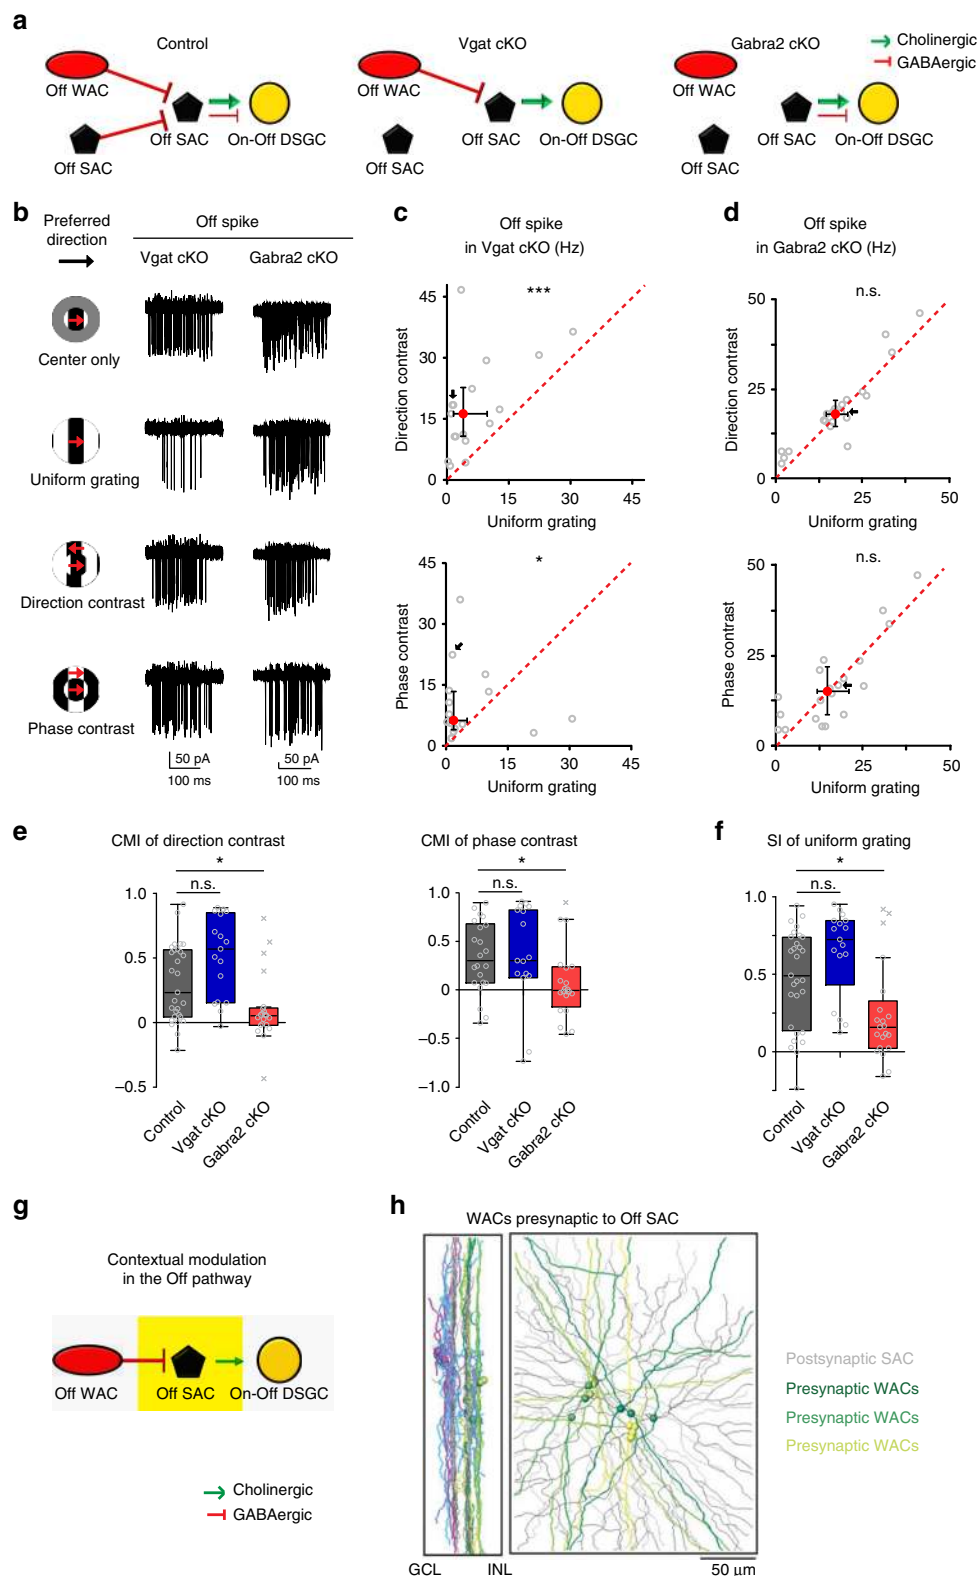 a
Control
Vgat cKO
Gabra2 cKO
Cholinergic
GABAergic
Off WAC
Off SAC
Off SAC
On-Off DSGC
Off WAC
Off SAC
Off SAC
On-Off DSGC
Off WAC
Off SAC
Off SAC
On-Off DSGC
b
Preferred
direction
Off spike
Vgat cKO
Gabra2 cKO
Center only
Uniform grating
Direction contrast
Phase contrast
50 pA
100 ms
50 pA
100 ms
c
Off spike
in Vgat cKO (Hz)
***
Direction contrast
45
30
15
0
0 15 30 45
Uniform grating
*
Phase contrast
45
30
15
0
0 15 30 45
Uniform grating
d
Off spike
in Gabra2 cKO (Hz)
n.s.
Direction contrast
50
25
0
0 25 50
Uniform grating
n.s.
Phase contrast
50
25
0
0 25 50
Uniform grating
e
CMI of direction contrast
*
n.s.
1.0
0.5
0
–0.5
Control
Vgat cKO
Gabra2 cKO
CMI of phase contrast
*
n.s.
1.0
0.5
0
–0.5
–1.0
Control
Vgat cKO
Gabra2 cKO
f
SI of uniform grating
*
n.s.
1.0
0.5
0
Control
Vgat cKO
Gabra2 cKO
g
Contextual modulation
in the Off pathway
Off WAC
Off SAC
On-Off DSGC
Cholinergic
GABAergic
h
WACs presynaptic to Off SAC
Postsynaptic SAC
Presynaptic WACs
Presynaptic WACs
Presynaptic WACs
GCL
INL
50 μm